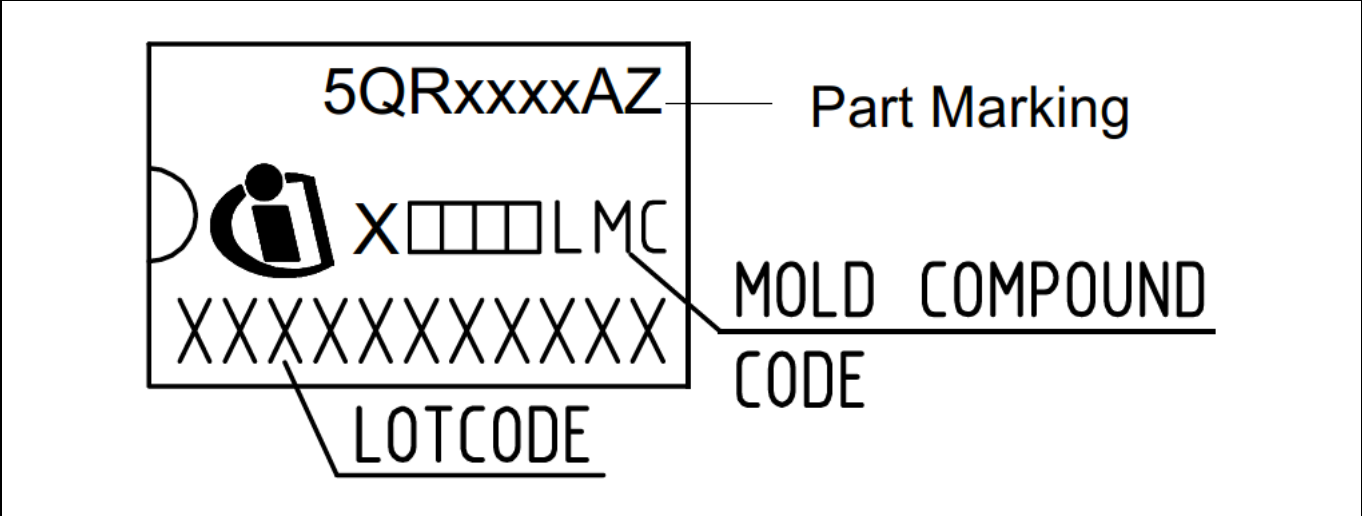 5QRxxxxAZ
Part Marking
X□□□□LMC
MOLD COMPOUND
CODE
XXXXXXXXXXX
LOTCODE